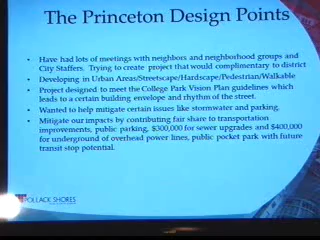 The Princeton Design Points
• Have had lots of meetings with neighbors and neighborhood groups and
City Staffers. Trying to create project that would complimentary to district
• Developing in Urban Areas/Streetscape/Hardscape/Pedestrian/Walkable
• Project designed to meet the College Park Vision Plan guidelines which
leads to a certain building envelope and rhythm of the street.
• Wanted to help mitigate certain issues like stormwater and parking,
• Mitigate our impacts by contributing fair share to transportation
improvements, public parking, $300,000 for sewer upgrades and $400,000
for underground of overhead power lines, public pocket park with future
transit stop potential.
POLLACK SHORES